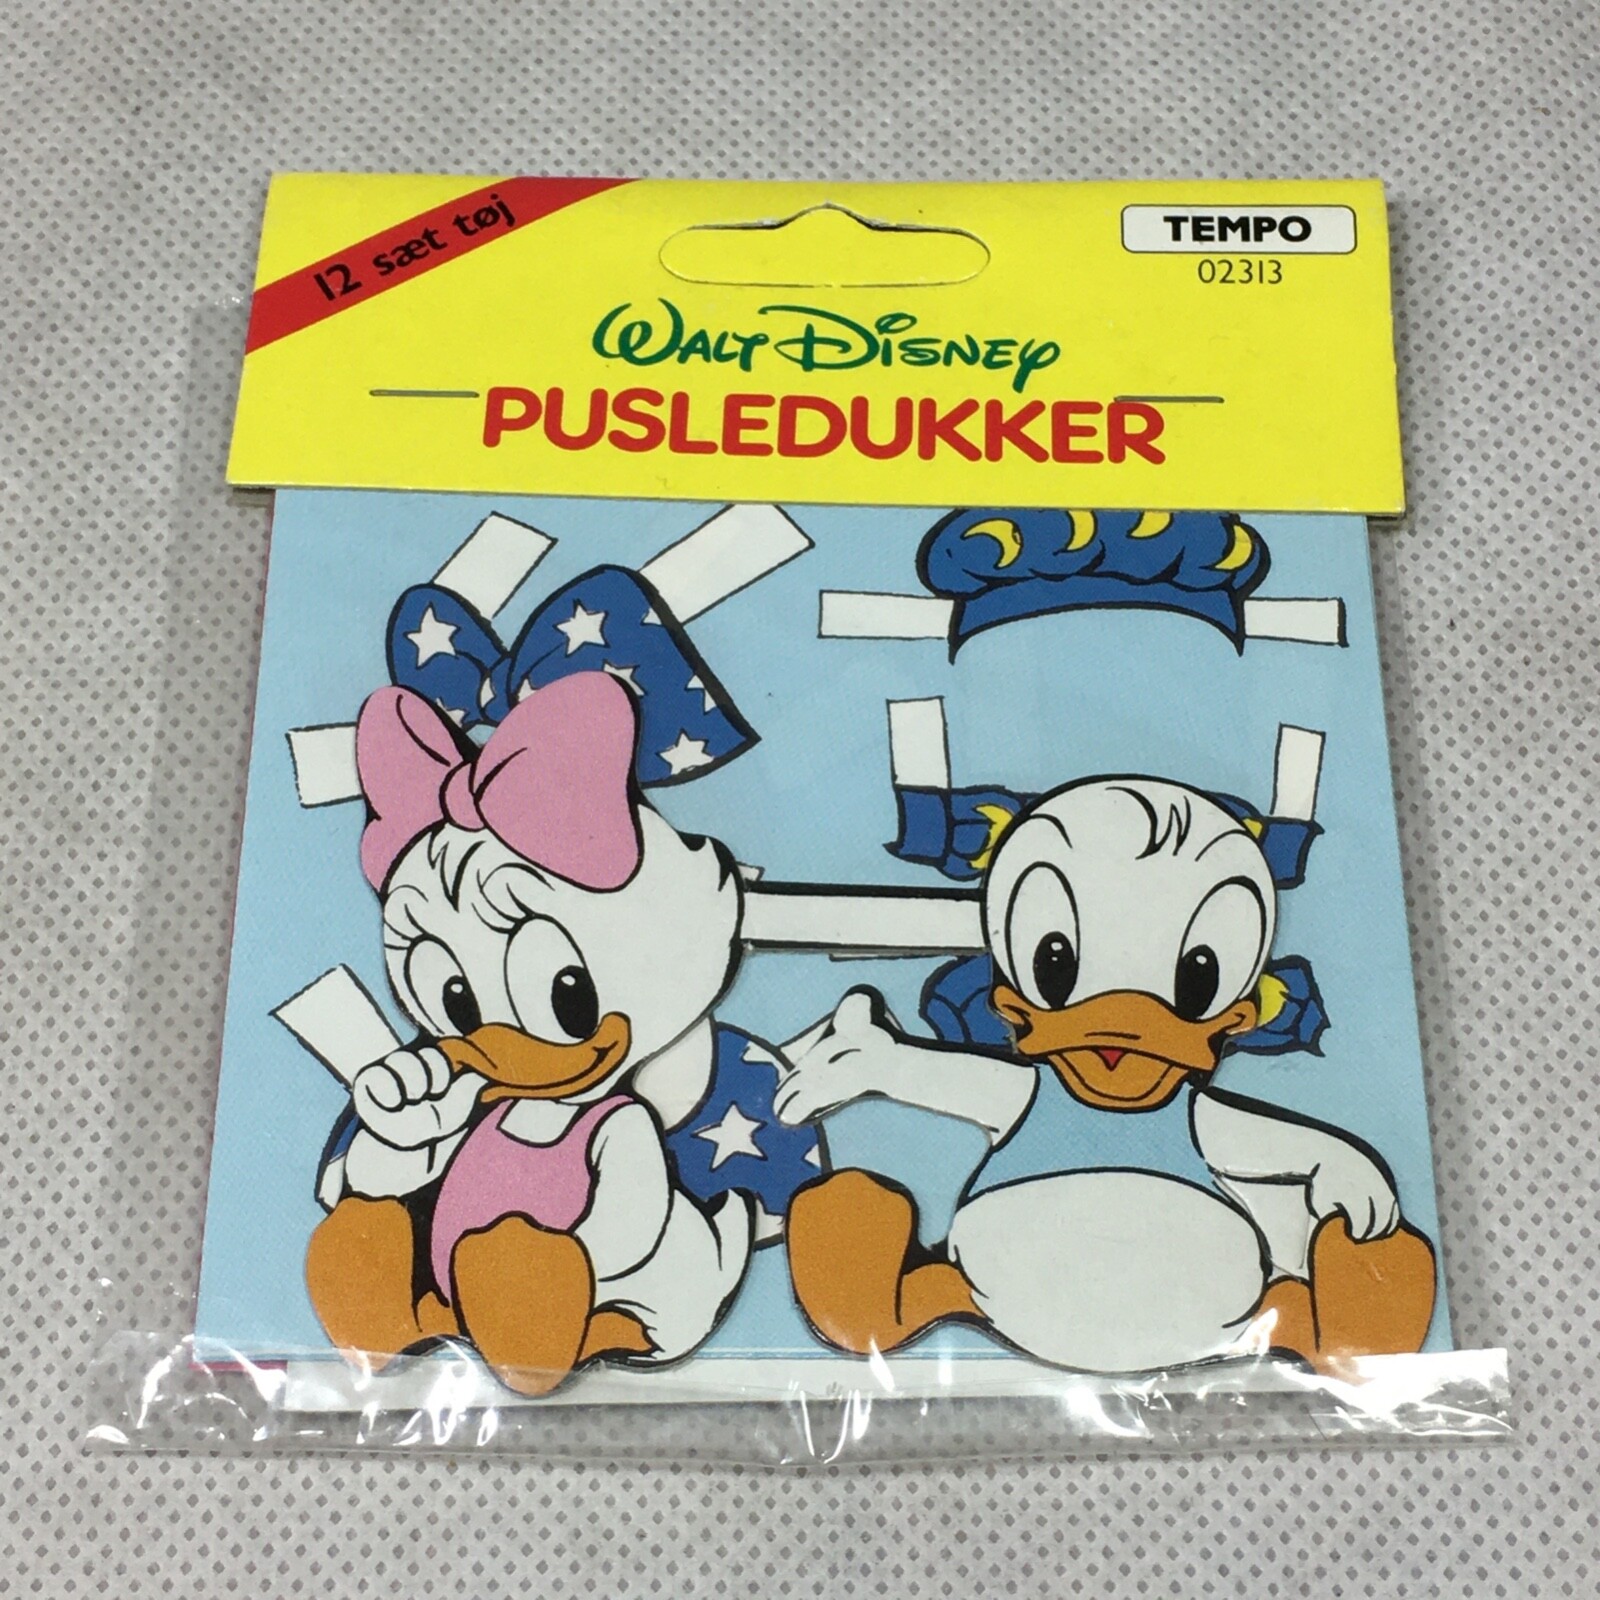 12 sæt tøj
TEMPO
02313
WALT DISNEY
PUSLEDUKKER